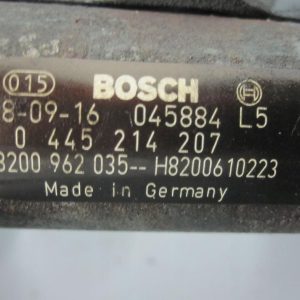 015 BOSCH
8-09-16 045884 L5
0 445 214 207
8200 962 035--H8200610223
Made in Germany